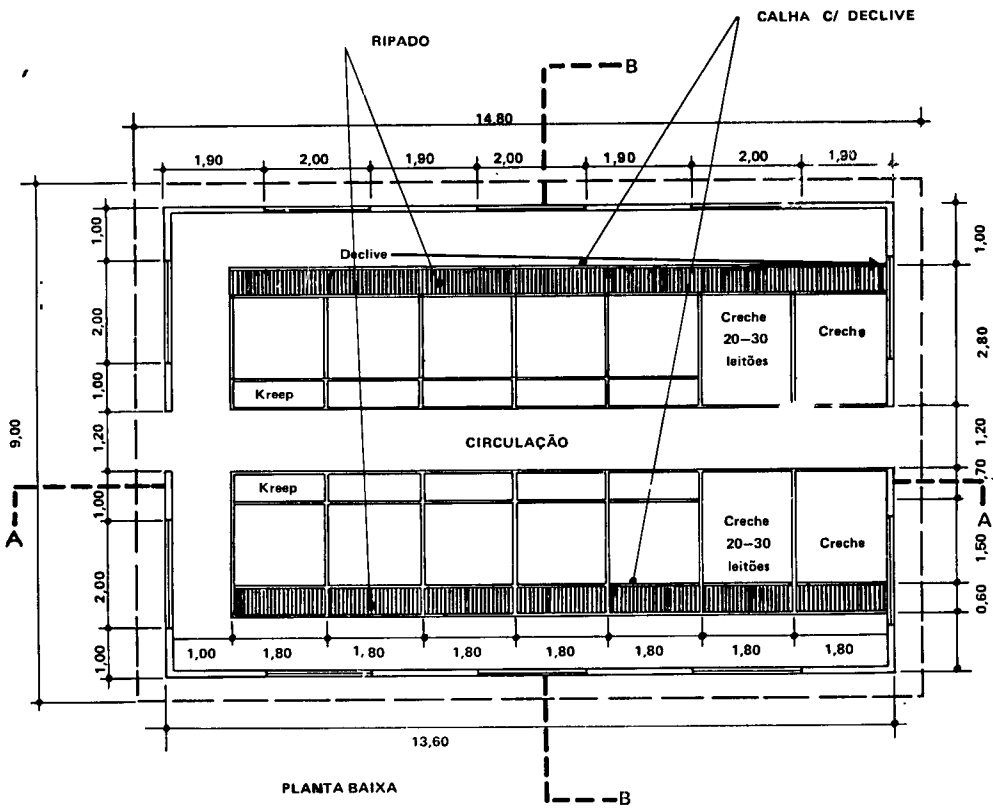 CALHA C/ DECLIVE
RIPADO
B
14,80
1,90 2,00 1,90 2,00 1,90 2,00 1,90
1,00
1,00
Declive
2,00
Creche
20–30
leitões
Creche
2,80
1,00
Kreep
9,00
1,20
CIRCULAÇÃO
1,20
,70
Kreep
A
A
1,00
Creche
20–30
leitões
Creche
1,50
2,00
0,60
1,00
1,00 1,80 1,80 1,80 1,80 1,80 1,80 1,80
13,60
PLANTA BAIXA
B